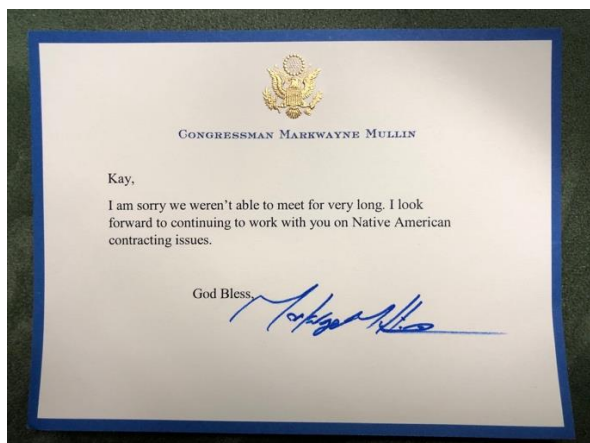 CONGRESSMAN MARKWAYNE MULLIN
Kay,
I am sorry we weren't able to meet for very long. I look
forward to continuing to work with you on Native American
contracting issues.
God Bless,